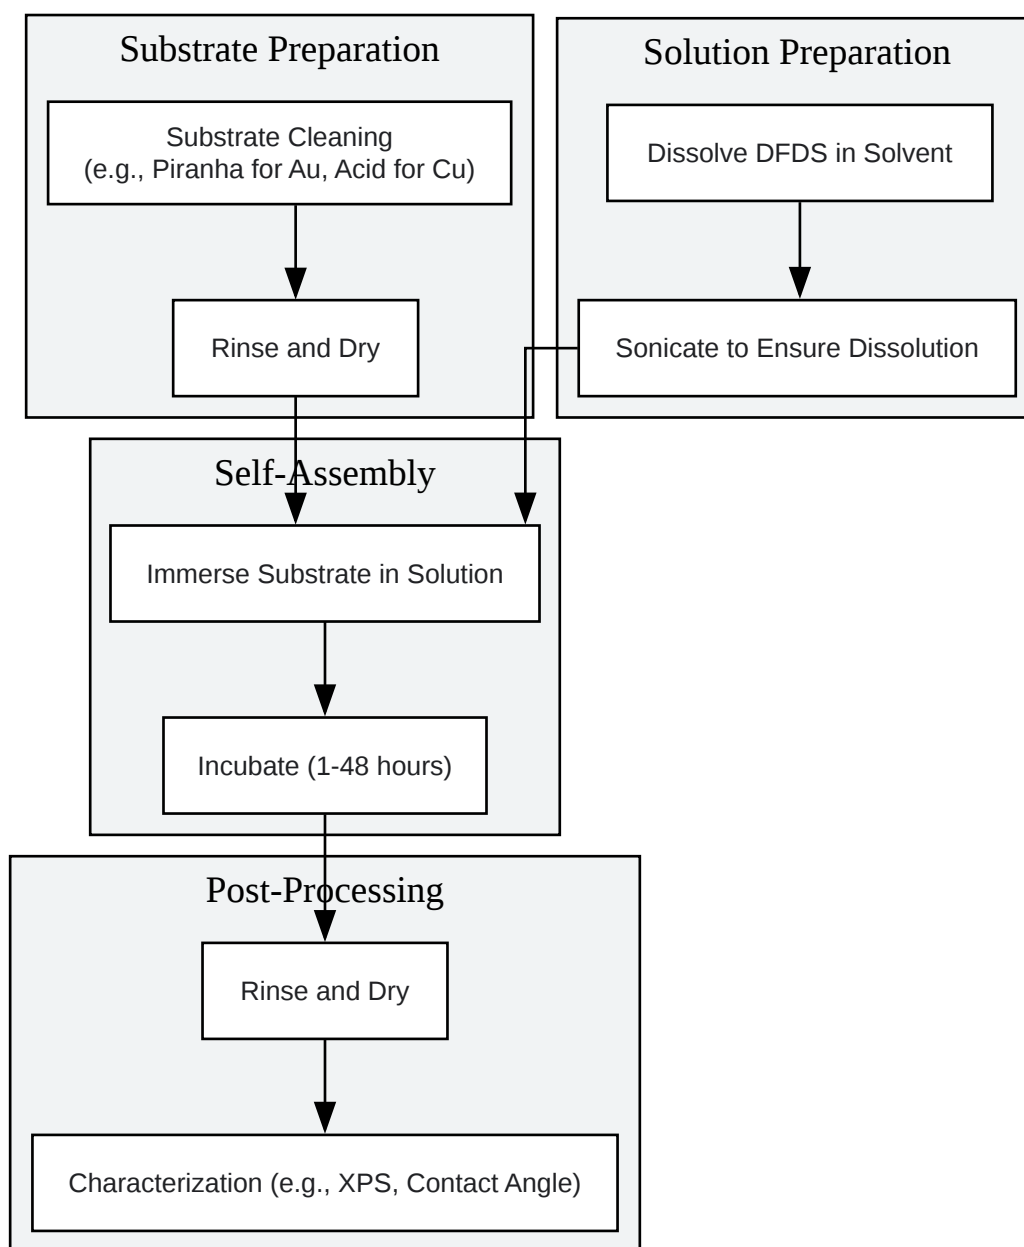 Substrate Preparation
Substrate Cleaning
(e.g., Piranha for Au, Acid for Cu)
Rinse and Dry
Solution Preparation
Dissolve DFDS in Solvent
Sonicate to Ensure Dissolution
Self-Assembly
Immerse Substrate in Solution
Incubate (1-48 hours)
Post-Processing
Rinse and Dry
Characterization (e.g., XPS, Contact Angle)